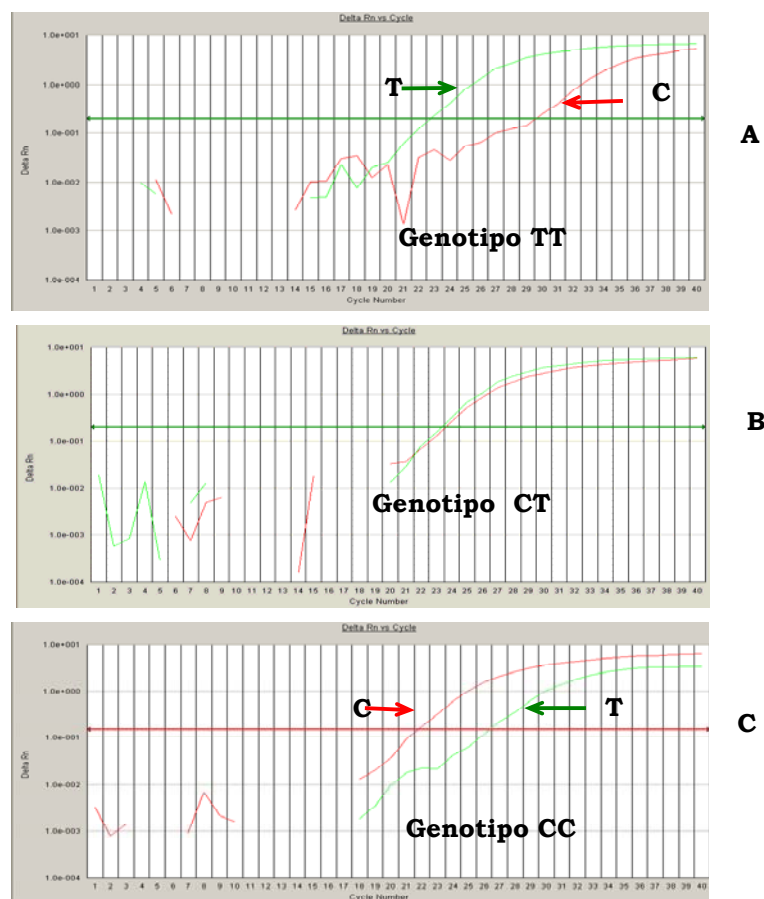 Delta Rn vs Cycle
1.0e+001
1.0e+000
1.0e-001
1.0e-002
1.0e-003
1.0e-004
Delta Rn
T
C
A
Genotipo TT
1 2 3 4 5 6 7 8 9 10 11 12 13 14 15 16 17 18 19 20 21 22 23 24 25 26 27 28 29 30 31 32 33 34 35 36 37 38 39 40
Cycle Number
Delta Rn vs Cycle
1.0e+001
1.0e+000
1.0e-001
1.0e-002
1.0e-003
1.0e-004
Delta Rn
B
Genotipo CT
1 2 3 4 5 6 7 8 9 10 11 12 13 14 15 16 17 18 19 20 21 22 23 24 25 26 27 28 29 30 31 32 33 34 35 36 37 38 39 40
Cycle Number
Delta Rn vs Cycle
1.0e+001
1.0e+000
1.0e-001
1.0e-002
1.0e-003
1.0e-004
Delta Rn
C
T
C
Genotipo CC
1 2 3 4 5 6 7 8 9 10 11 12 13 14 15 16 17 18 19 20 21 22 23 24 25 26 27 28 29 30 31 32 33 34 35 36 37 38 39 40
Cycle Number